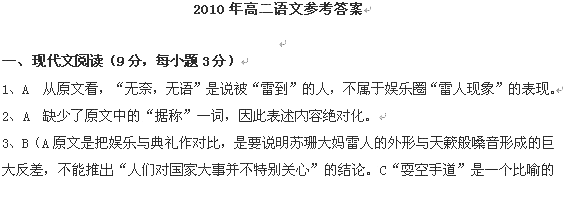 2010年高二语文参考答案
一、现代文阅读（9分，每小题3分）
1、A 从原文看，“无奈，无语”是说被“雷到”的人，不属于娱乐圈“雷人现象”的表现。
2、A 缺少了原文中的“据称”一词，因此表述内容绝对化。
3、B（A原文是把娱乐与典礼作对比，是要说明苏珊大妈雷人的外形与天籁般嗓音形成的巨
大反差，不能推出“人们对国家大事并不特别关心”的结论。C“耍空手道”是一个比喻的